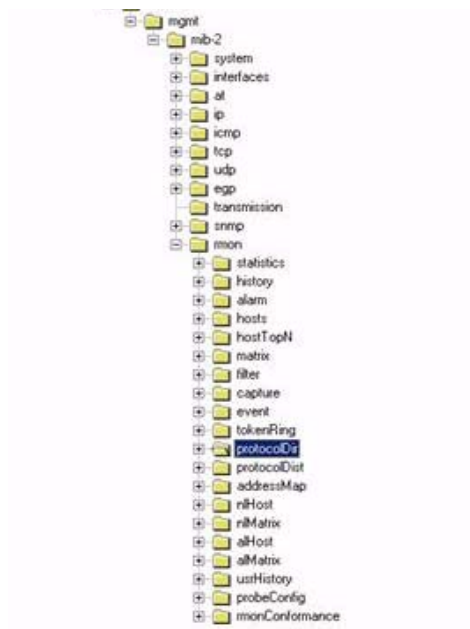 mgmt
mib-2
system
interfaces
at
ip
icmp
tcp
udp
egp
transmission
snmp
rmon
statistics
history
alarm
hosts
hostTopN
matrix
filter
capture
event
tokenRing
protocolDir
protocolDist
addressMap
nlHost
nlMatrix
alHost
alMatrix
usrHistory
probeConfig
rmonConformance